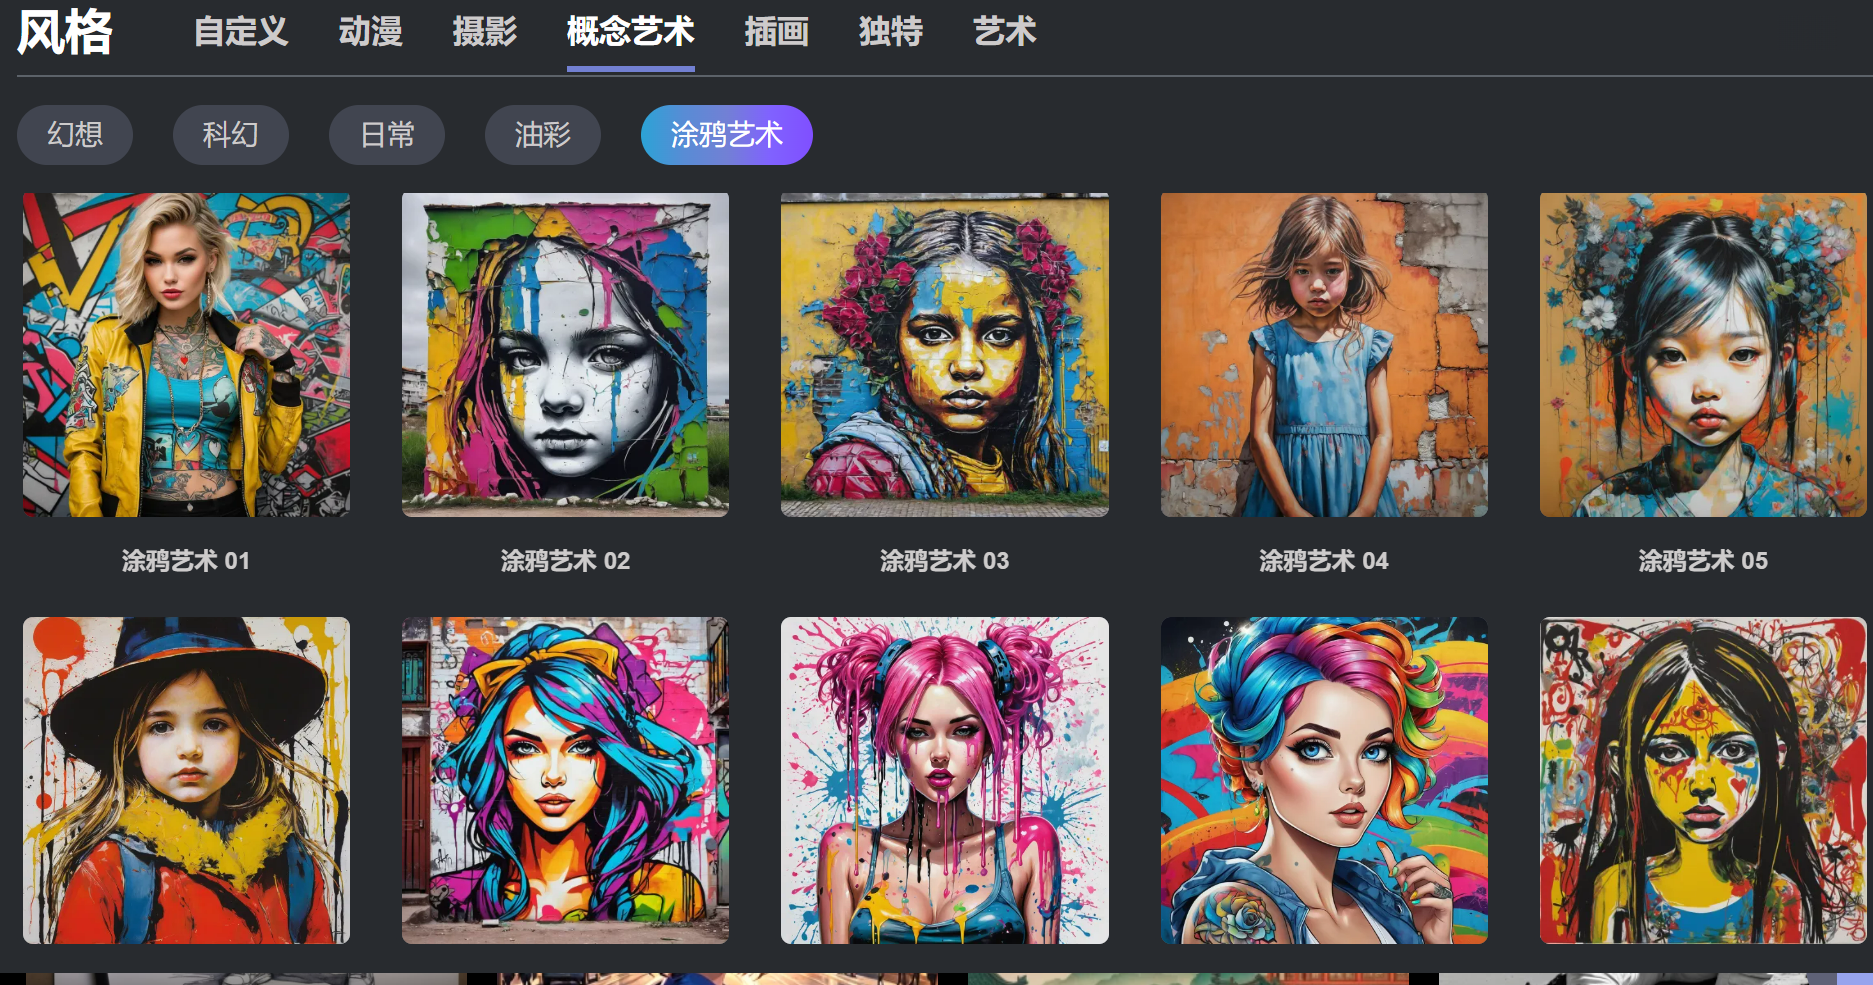 风格 自定义 动漫 摄影 概念艺术 插画 独特 艺术
幻想 科幻 日常 油彩 涂鸦艺术
涂鸦艺术 01 涂鸦艺术 02 涂鸦艺术 03 涂鸦艺术 04 涂鸦艺术 05